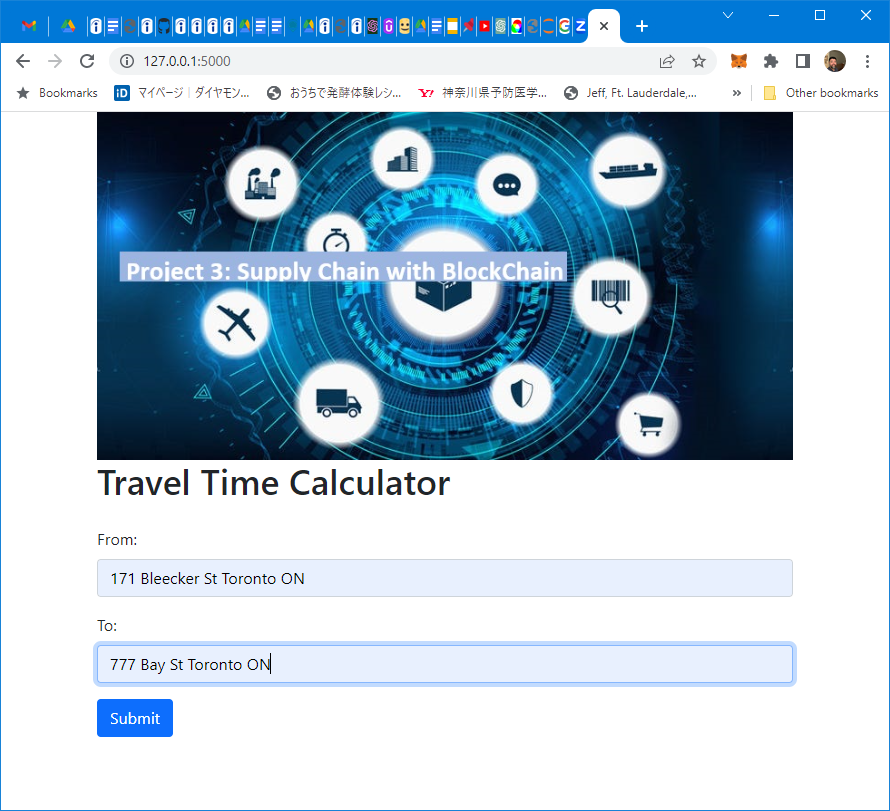 127.0.0.1:5000
Bookmarks
iD マイページ | ダイヤモン...
おうちで発酵体験レシ...
Y! 神奈川県予防医学...
Jeff, Ft. Lauderdale,...
»
Other bookmarks
Project 3: Supply Chain with BlockChain
Travel Time Calculator
From:
171 Bleecker St Toronto ON
To:
777 Bay St Toronto ON
Submit